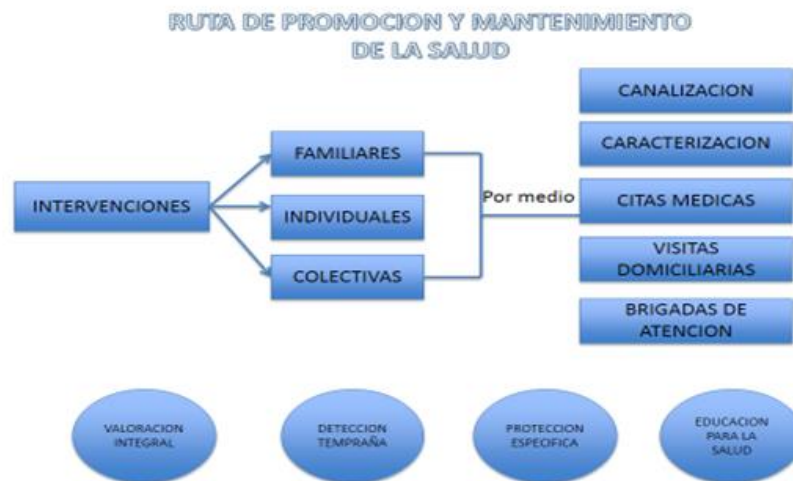 RUTA DE PROMOCION Y MANTENIMIENTO
DE LA SALUD
INTERVENCIONES
FAMILIARES
INDIVIDUALES
COLECTIVAS
Por medio
CANALIZACION
CARACTERIZACION
CITAS MEDICAS
VISITAS
DOMICILIARIAS
BRIGADAS DE
ATENCION
VALORACION
INTEGRAL
DETECCION
TEMPRAÑA
PROTECCION
ESPECIFICA
EDUCACION
PARA LA
SALUD